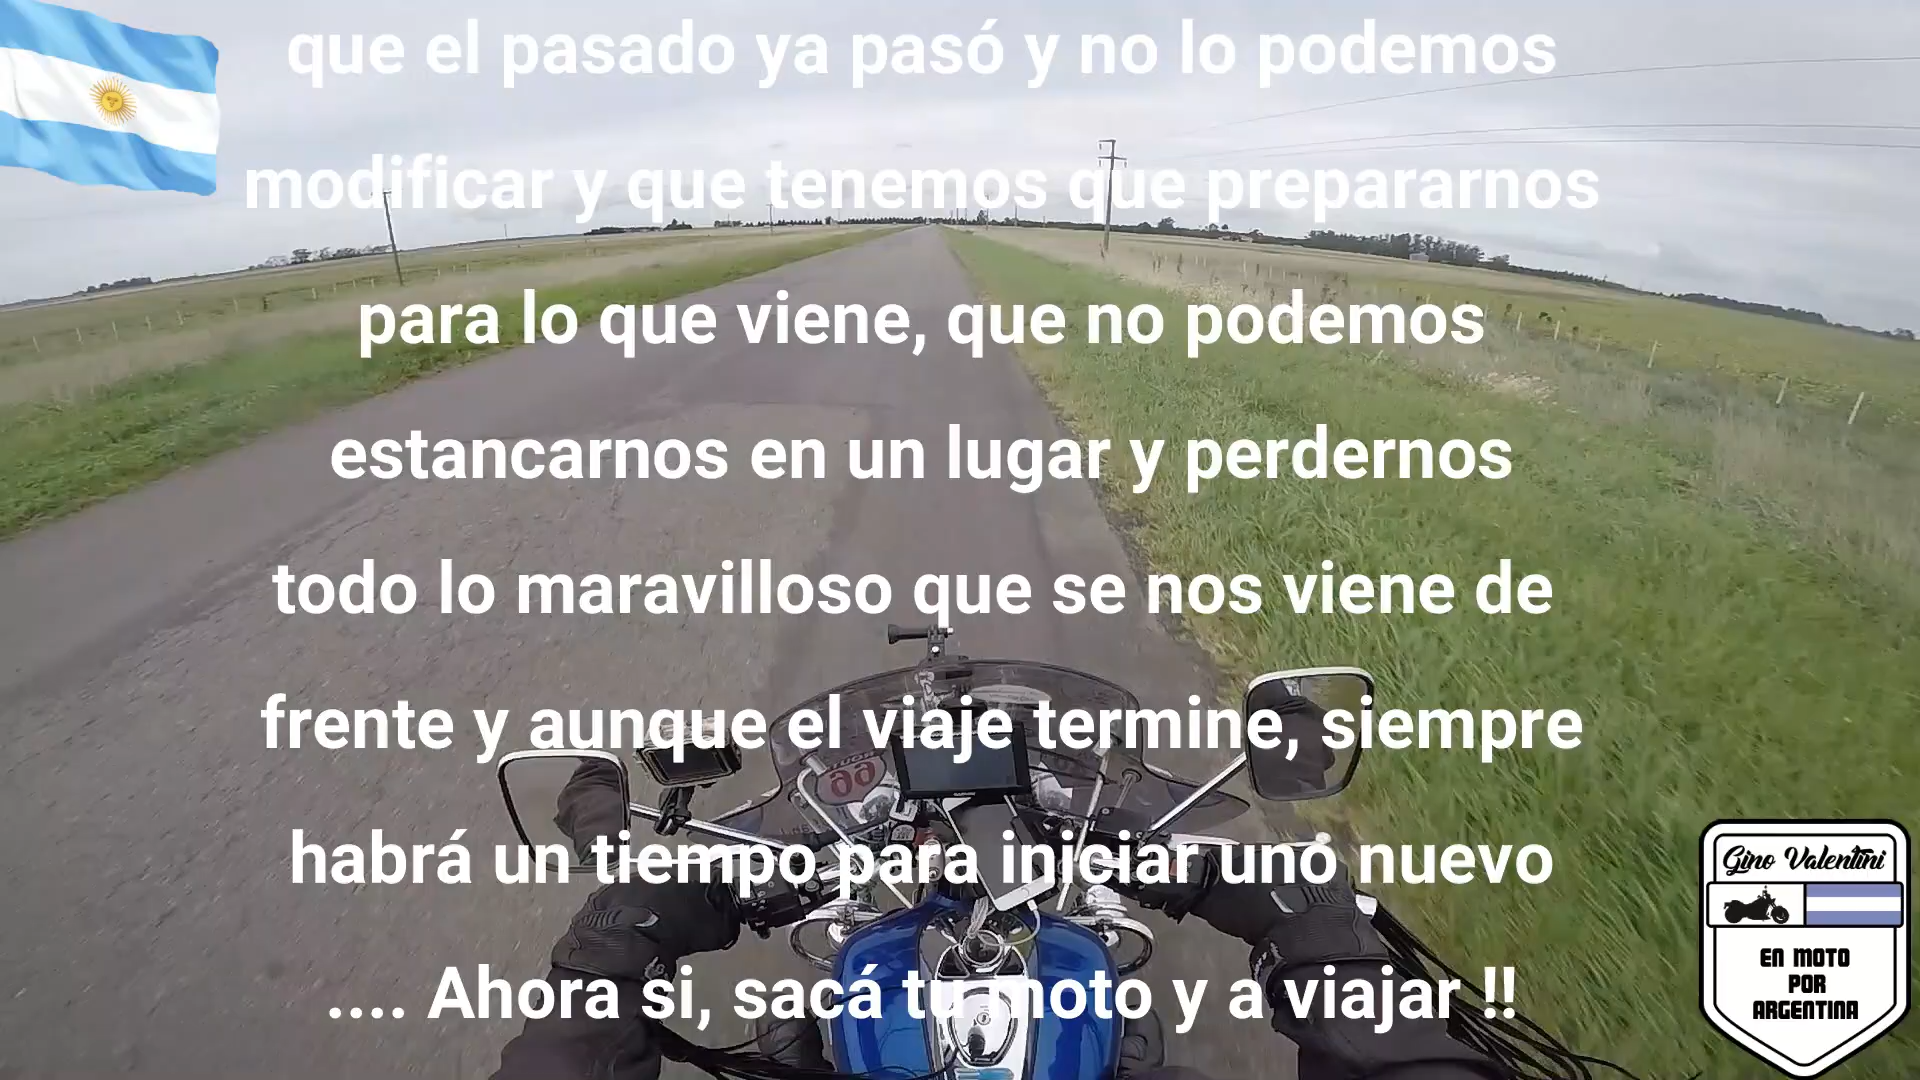 que el pasado ya pasó y no lo podemos
modificar y que tenemos que prepararnos
para lo que viene, que no podemos
estancarnos en un lugar y perdernos
todo lo maravilloso que se nos viene de
frente y aunque el viaje termine, siempre
habrá un tiempo para iniciar uno nuevo
.... Ahora si, sacá tu moto y a viajar !!
66
Gino Valentini
EN MOTO
POR
ARGENTINA